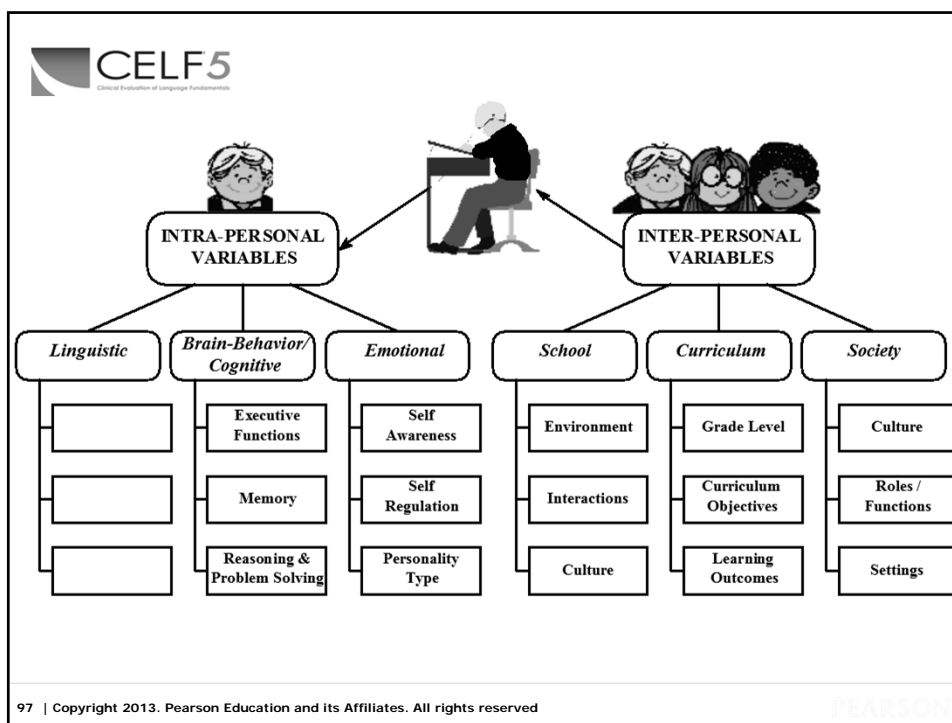 CELF5
Clinical Evaluation of Language Fundamentals
INTRA-PERSONAL
VARIABLES
INTER-PERSONAL
VARIABLES
Linguistic
Brain-Behavior/
Cognitive
Emotional
School
Curriculum
Society
Executive
Functions
Self
Awareness
Environment
Grade Level
Culture
Memory
Self
Regulation
Interactions
Curriculum
Objectives
Roles /
Functions
Reasoning &
Problem Solving
Personality
Type
Culture
Learning
Outcomes
Settings
97 | Copyright 2013. Pearson Education and its Affiliates. All rights reserved
PEARSON